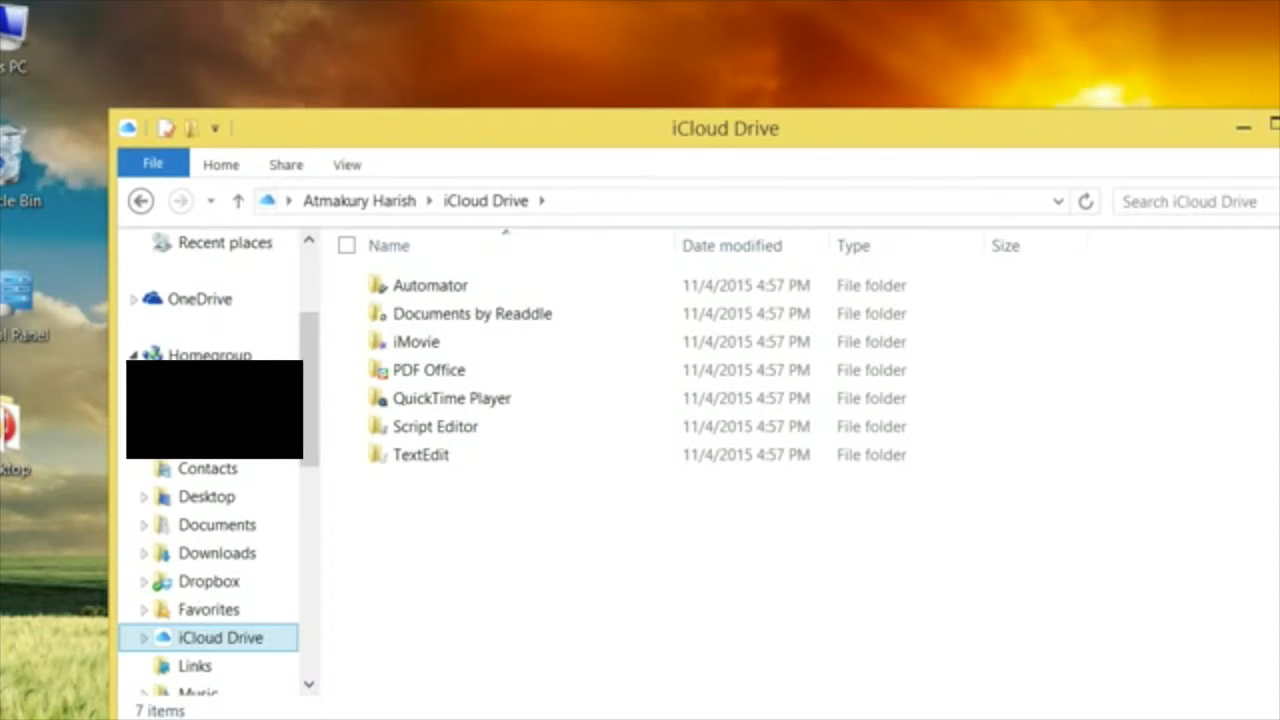 s PC
cle Bin
l Panel
ktop
iCloud Drive
File Home Share View
Atmakury Harish iCloud Drive
Search iCloud Drive
Recent places
OneDrive
Homegroup
Contacts
Desktop
Documents
Downloads
Dropbox
Favorites
iCloud Drive
Links
Music
Name Date modified Type Size
Automator 11/4/2015 4:57 PM File folder
Documents by Readdle 11/4/2015 4:57 PM File folder
iMovie 11/4/2015 4:57 PM File folder
PDF Office 11/4/2015 4:57 PM File folder
QuickTime Player 11/4/2015 4:57 PM File folder
Script Editor 11/4/2015 4:57 PM File folder
TextEdit 11/4/2015 4:57 PM File folder
7 items